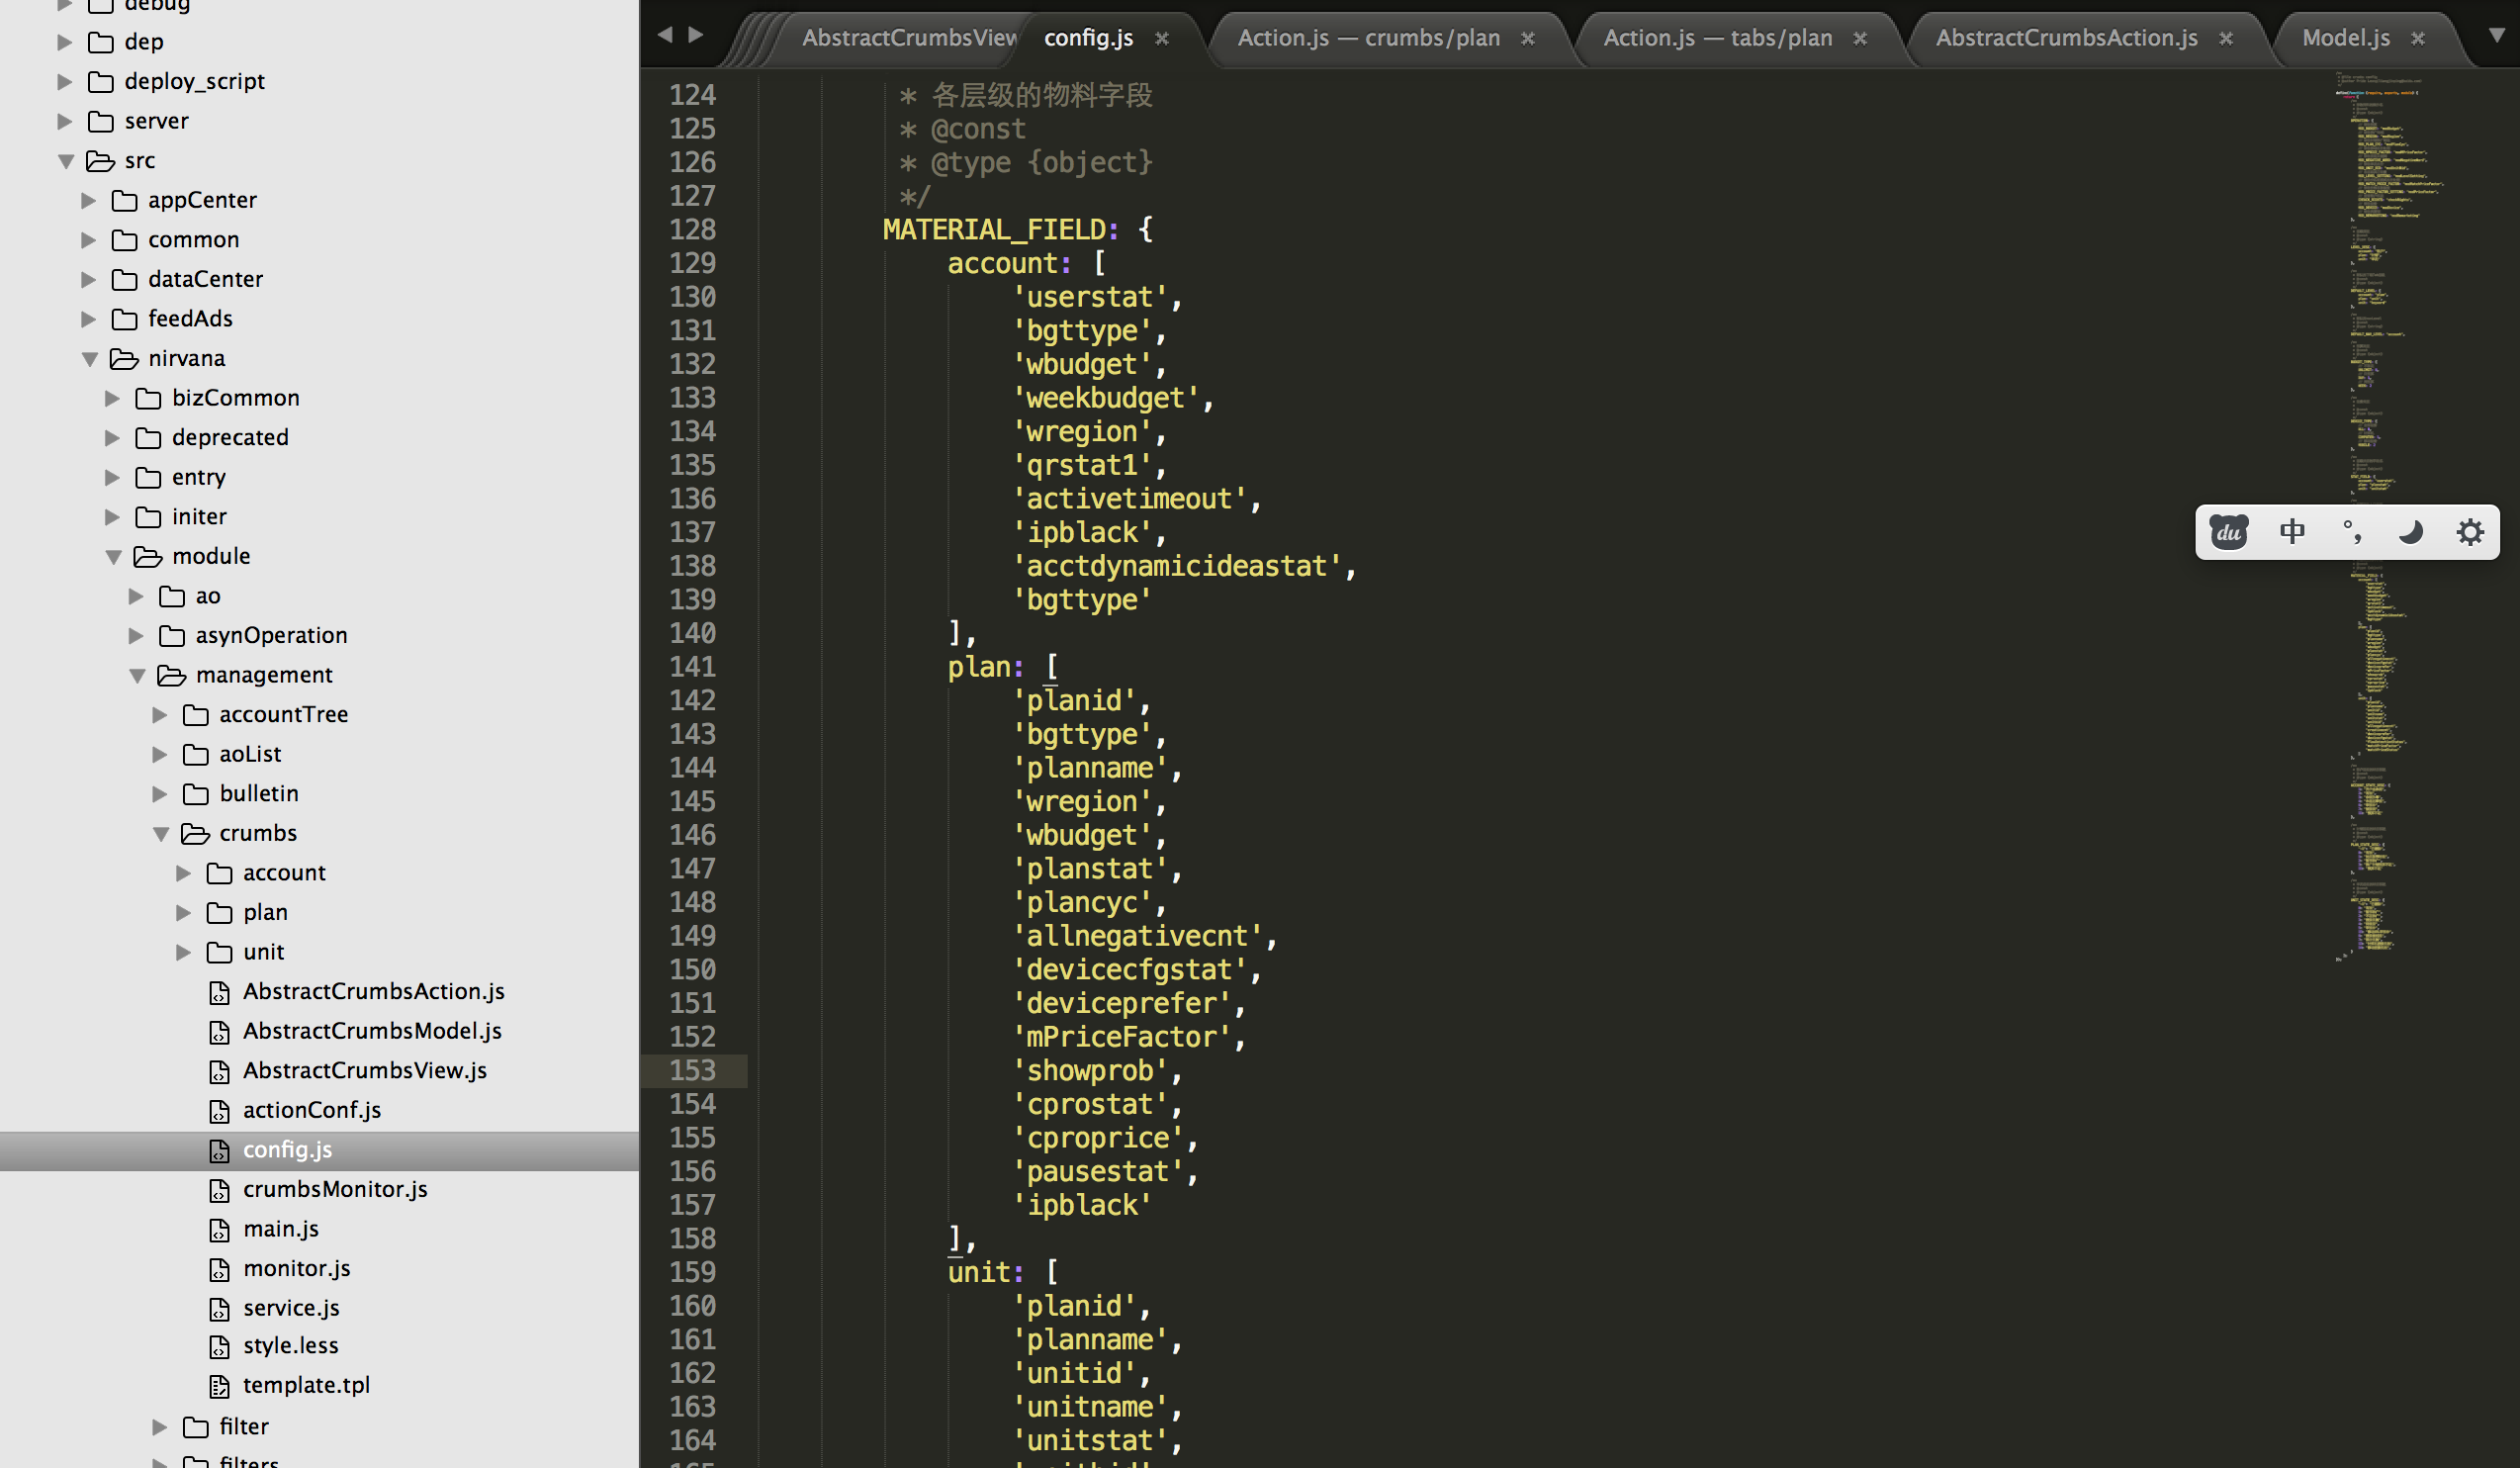 debug
dep
deploy_script
server
src
appCenter
common
dataCenter
feedAds
nirvana
bizCommon
deprecated
entry
initer
module
ao
asynOperation
management
accountTree
aoList
bulletin
crumbs
account
plan
unit
AbstractCrumbsAction.js
AbstractCrumbsModel.js
AbstractCrumbsView.js
actionConf.js
config.js
crumbsMonitor.js
main.js
monitor.js
service.js
style.less
template.tpl
filter
filters
AbstractCrumbsView config.js × Action.js — crumbs/plan × Action.js — tabs/plan × AbstractCrumbsAction.js × Model.js ×
124 * 各层级的物料字段
125 * @const
126 * @type {object}
127 */
128 MATERIAL_FIELD: {
129 account: [
130 'userstat',
131 'bgttype',
132 'wbudget',
133 'weekbudget',
134 'wregion',
135 'qrstat1',
136 'activetimeout',
137 'ipblack',
138 'acctdynamicideastat',
139 'bgttype'
140 ],
141 plan: [
142 'planid',
143 'bgttype',
144 'planname',
145 'wregion',
146 'wbudget',
147 'planstat',
148 'plancyc',
149 'allnegativecnt',
150 'devicecfgstat',
151 'deviceprefer',
152 'mPriceFactor',
153 'showprob',
154 'cprostat',
155 'cproprice',
156 'pausestat',
157 'ipblack'
158 ],
159 unit: [
160 'planid',
161 'planname',
162 'unitid',
163 'unitname',
164 'unitstat',
du 中 °,